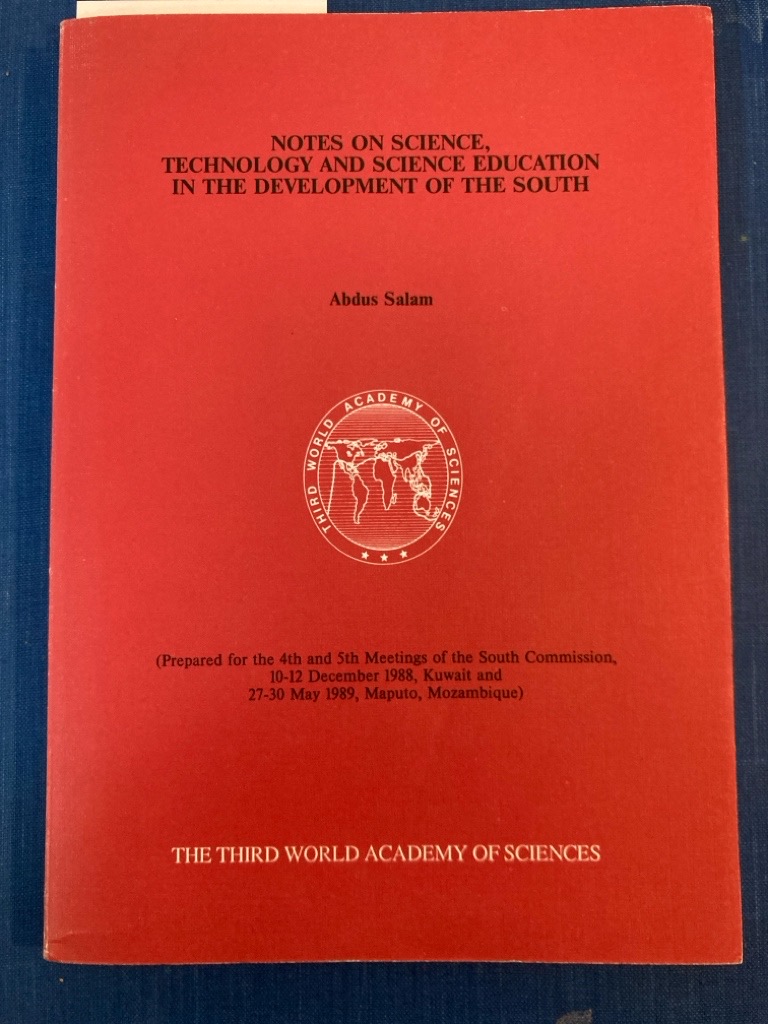 NOTES ON SCIENCE,
TECHNOLOGY AND SCIENCE EDUCATION
IN THE DEVELOPMENT OF THE SOUTH
Abdus Salam
THIRD WORLD ACADEMY OF SCIENCES
(Prepared for the 4th and 5th Meetings of the South Commission,
10-12 December 1988, Kuwait and
27-30 May 1989, Maputo, Mozambique)
THE THIRD WORLD ACADEMY OF SCIENCES